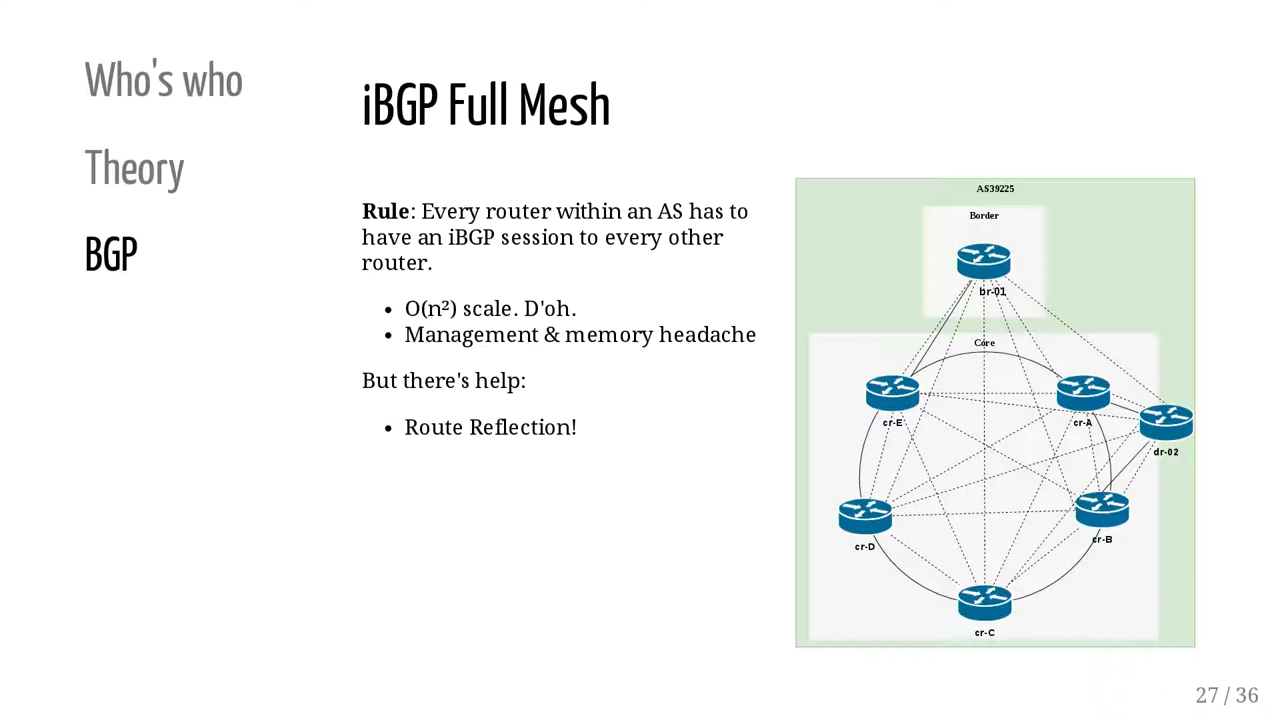 Who's who
Theory
BGP
iBGP Full Mesh
Rule: Every router within an AS has to
have an iBGP session to every other
router.
• O(n²) scale. D'oh.
• Management & memory headache
But there's help:
• Route Reflection!
AS39225
Border
br-01
Core
cr-E
cr-A
dr-02
cr-D
cr-B
cr-C
27 / 36